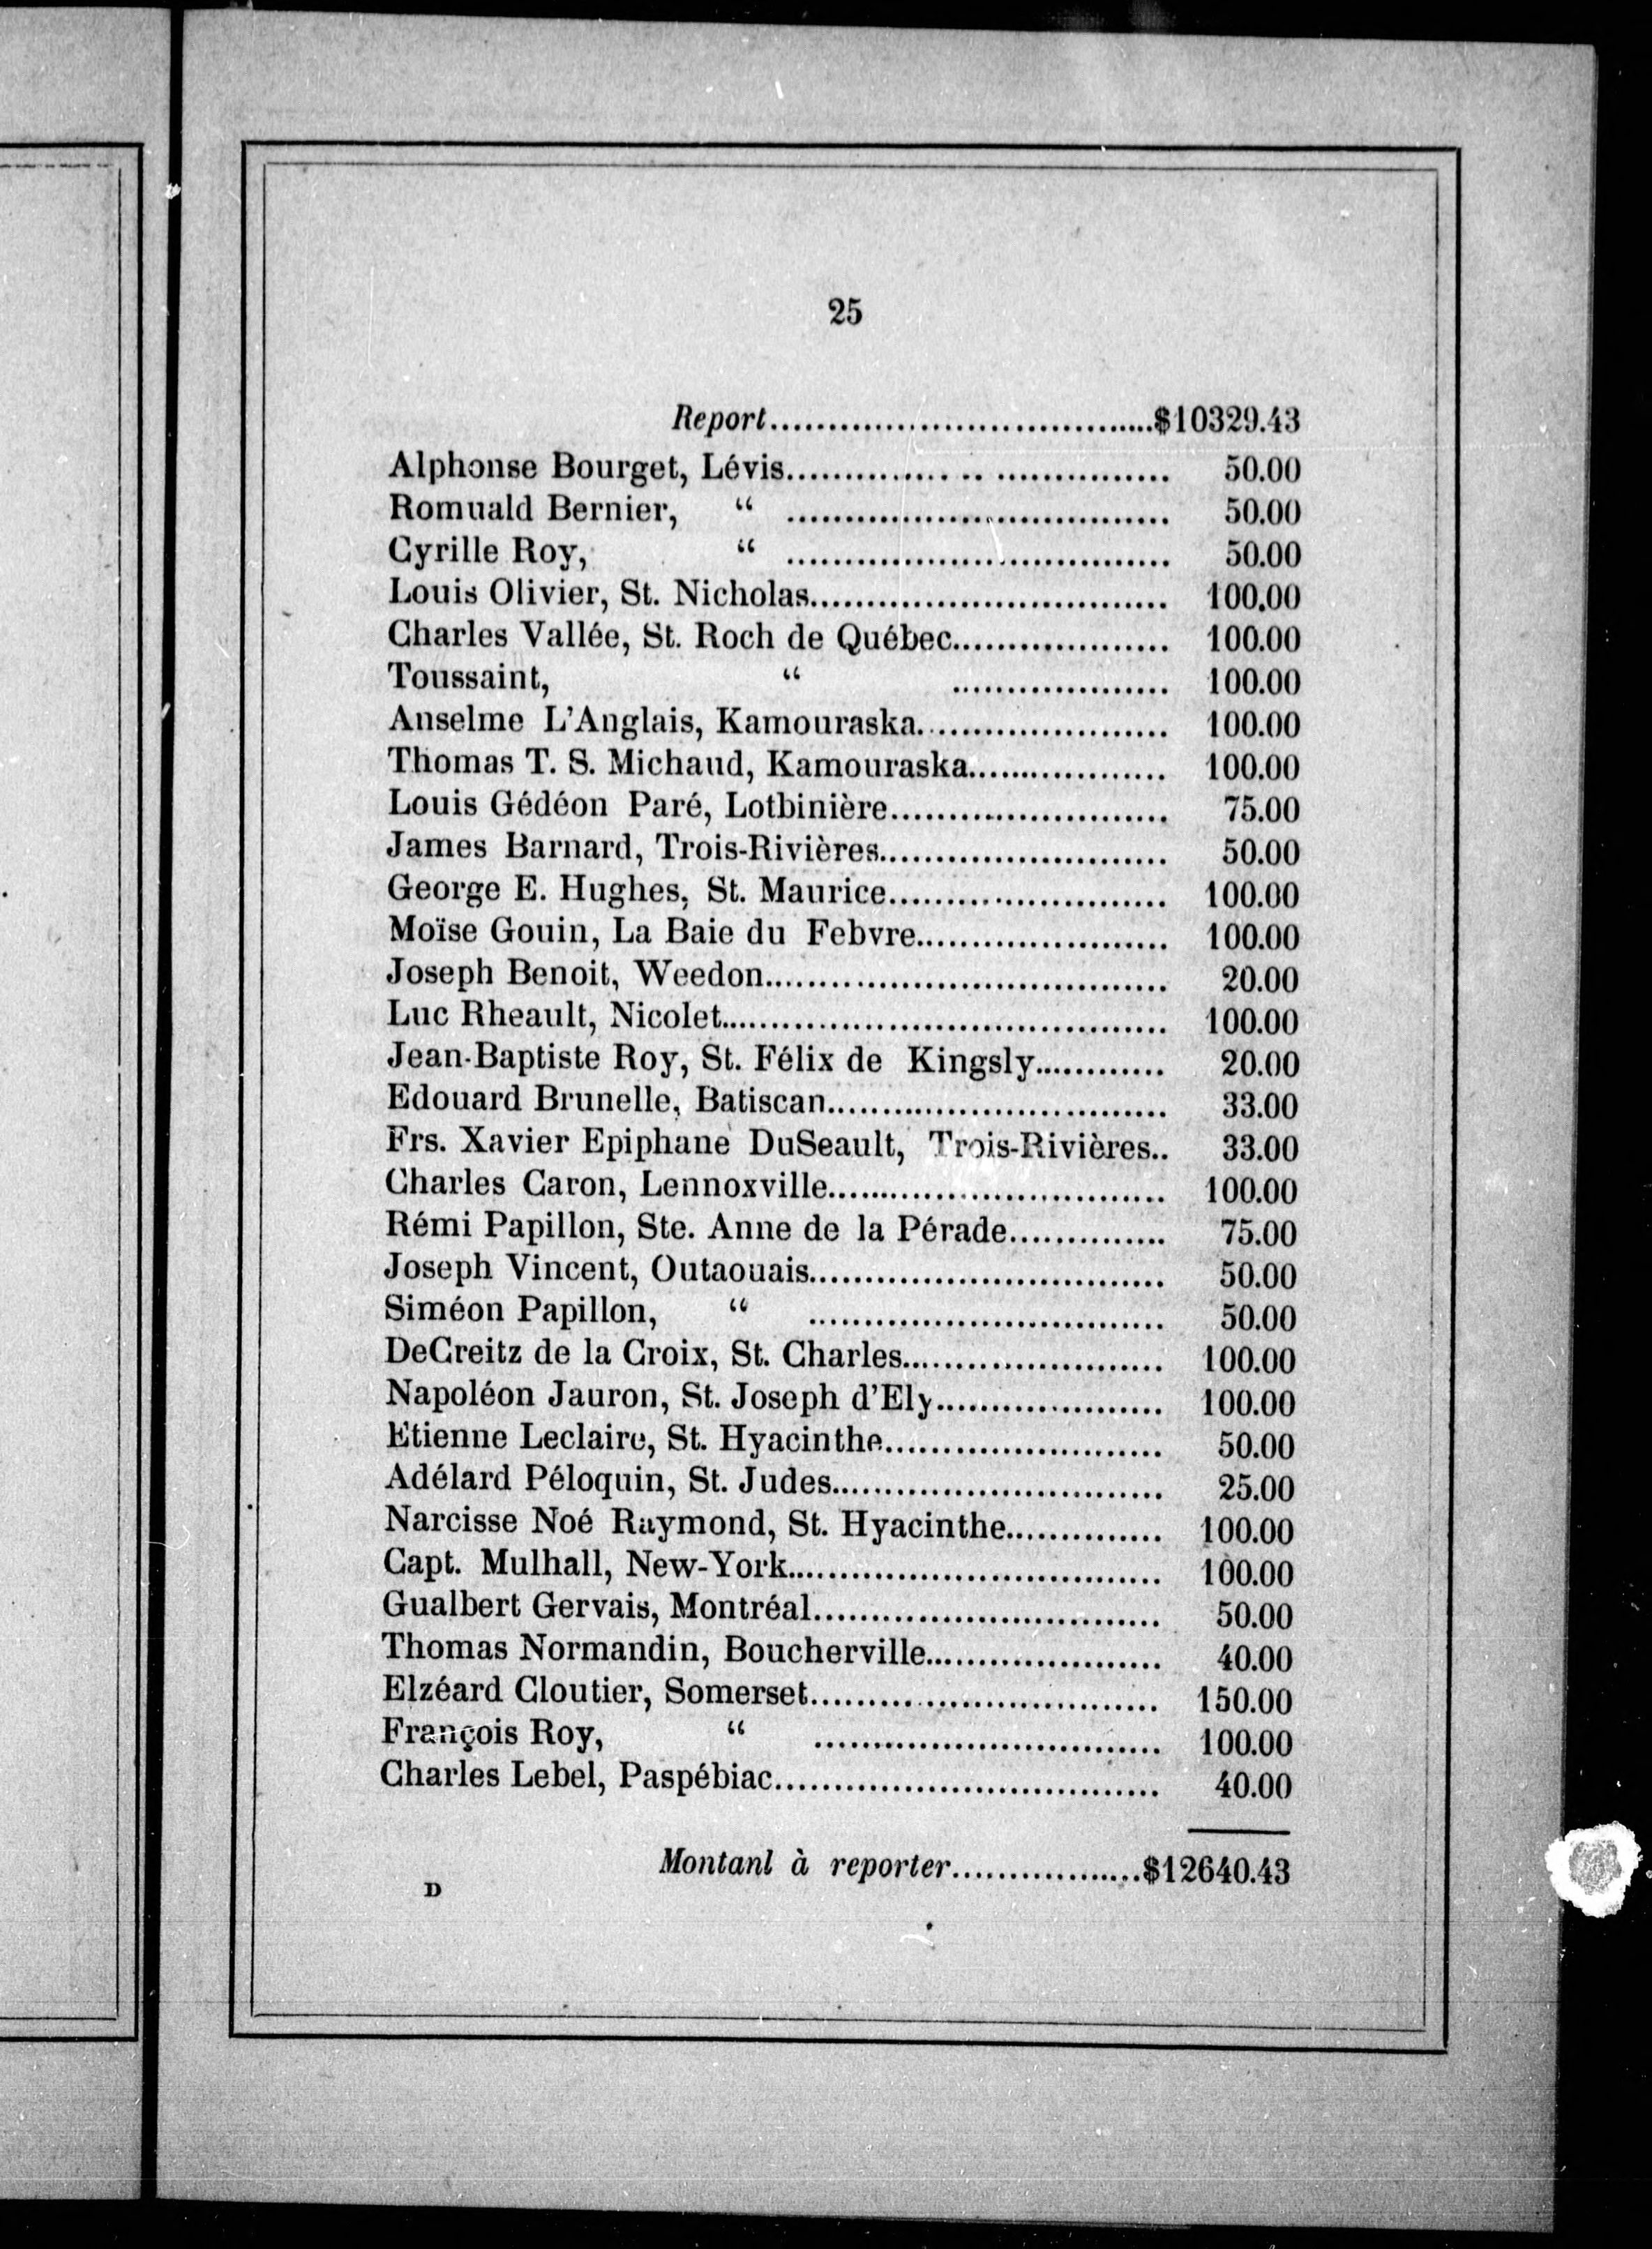 25
Report..................................$10329.43
Alphonse Bourget, Lévis.............. .. ............... 50.00
Romuald Bernier, “ ................................. 50.00
Cyrille Roy, “ ................................. 50.00
Louis Olivier, St. Nicholas............................... 100.00
Charles Vallée, St. Roch de Québec................... 100.00
Toussaint, “ ................... 100.00
Anselme L'Anglais, Kamouraska...................... 100.00
Thomas T. S. Michaud, Kamouraska................. 100.00
Louis Gédéon Paré, Lotbinière........................ 75.00
James Barnard, Trois-Rivières......................... 50.00
George E. Hughes, St. Maurice........................ 100.00
Moïse Gouin, La Baie du Febvre...................... 100.00
Joseph Benoit, Weedon................................... 20.00
Luc Rheault, Nicolet...................................... 100.00
Jean-Baptiste Roy, St. Félix de Kingsly............ 20.00
Edouard Brunelle, Batiscan............................. 33.00
Frs. Xavier Epiphane DuSeault, Trois-Rivières.. 33.00
Charles Caron, Lennoxville............................. 100.00
Rémi Papillon, Ste. Anne de la Pérade.............. 75.00
Joseph Vincent, Outaouais............................... 50.00
Siméon Papillon, “ ............................... 50.00
DeCreitz de la Croix, St. Charles....................... 100.00
Napoléon Jauron, St. Joseph d'Ely.................... 100.00
Etienne Leclaire, St. Hyacinthe........................ 50.00
Adélard Péloquin, St. Judes............................. 25.00
Narcisse Noé Raymond, St. Hyacinthe.............. 100.00
Capt. Mulhall, New-York................................. 100.00
Gualbert Gervais, Montréal.............................. 50.00
Thomas Normandin, Boucherville..................... 40.00
Elzéard Cloutier, Somerset.............................. 150.00
François Roy, “ .............................. 100.00
Charles Lebel, Paspébiac................................. 40.00
Montanl à reporter.................$12640.43
D